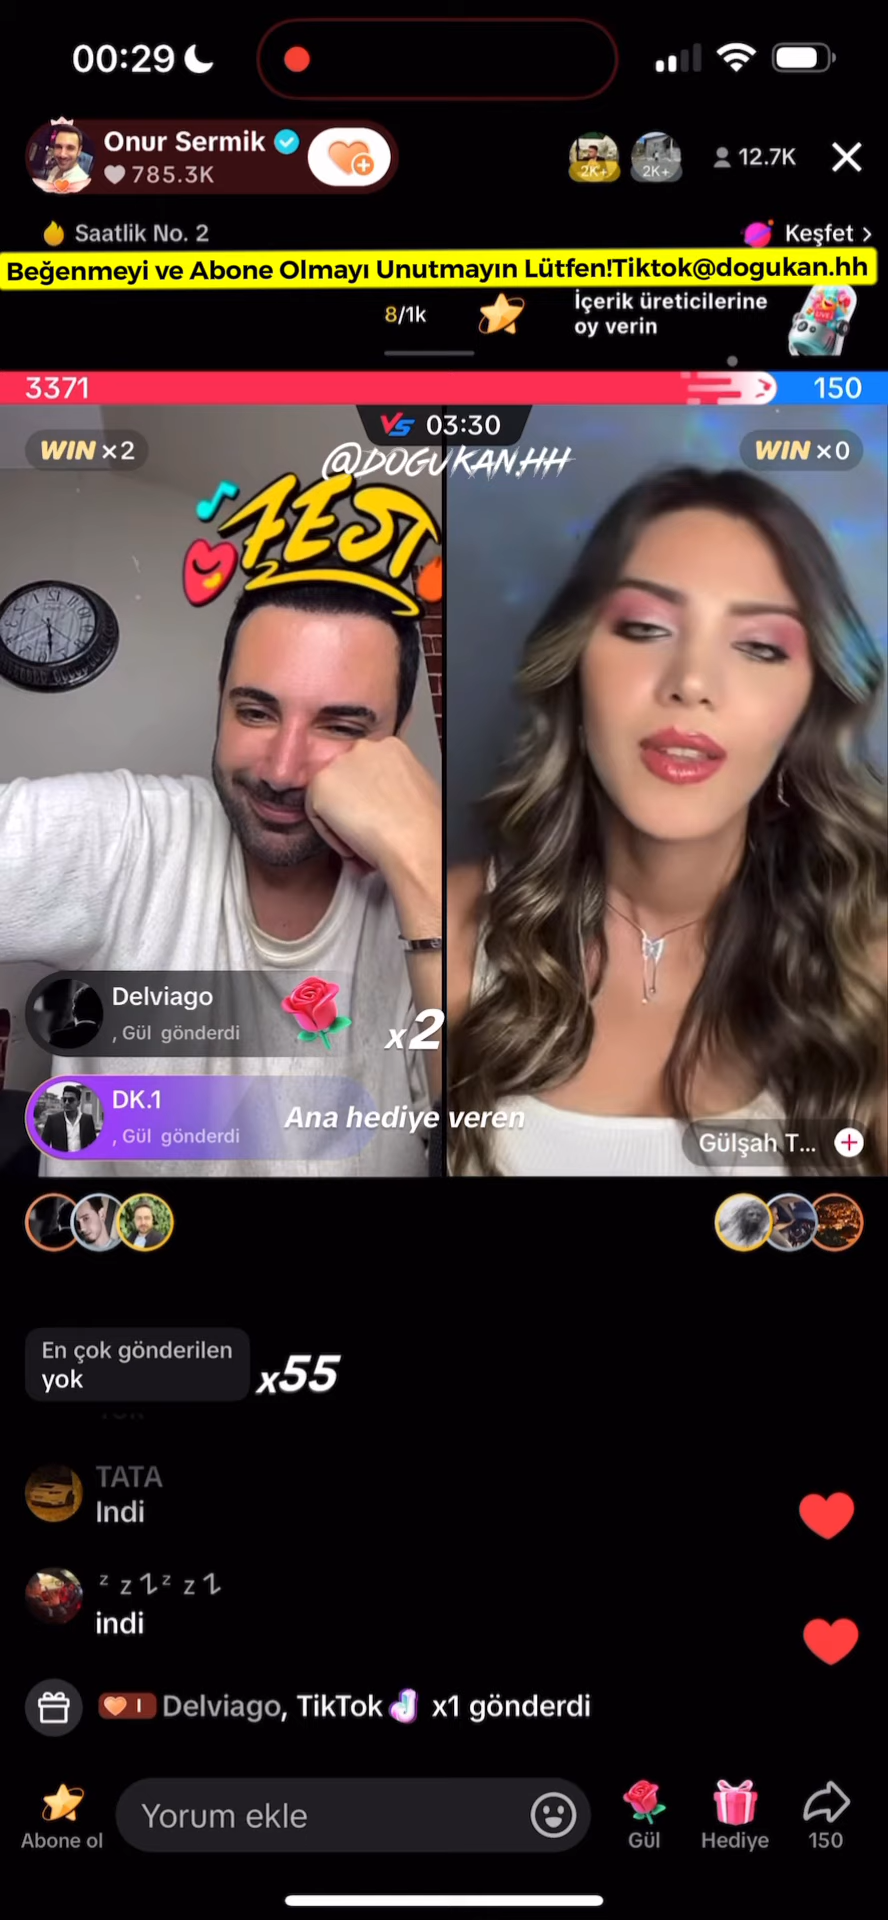 00:29
Onur Sermik
785.3K
2K+
2K+
12.7K
Saatlik No. 2
Keşfet >
Beğenmeyi ve Abone Olmayı Unutmayın Lütfen!Tiktok@dogukan.hh
8/1k
İçerik üreticilerine
oy verin
3371
VS 03:30
150
WIN x2
WIN x0
@DOGUKAN.HH
FEST
Delviago
, Gül gönderdi
x2
DK.1
, Gül gönderdi
Ana hediye veren
Gülşah T...
En çok gönderilen
yok
x55
TATA
Indi
indi
Delviago, TikTok x1 gönderdi
Yorum ekle
Abone ol
Gül
Hediye
150